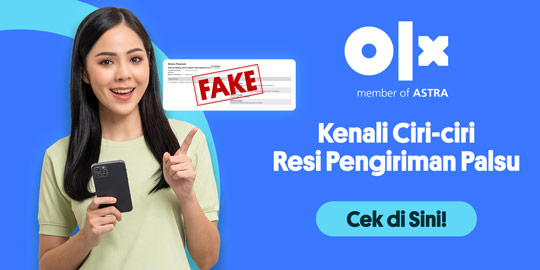 olx
member of ASTRA
FAKE
Kenali Ciri-ciri
Resi Pengiriman Palsu
Cek di Sini!